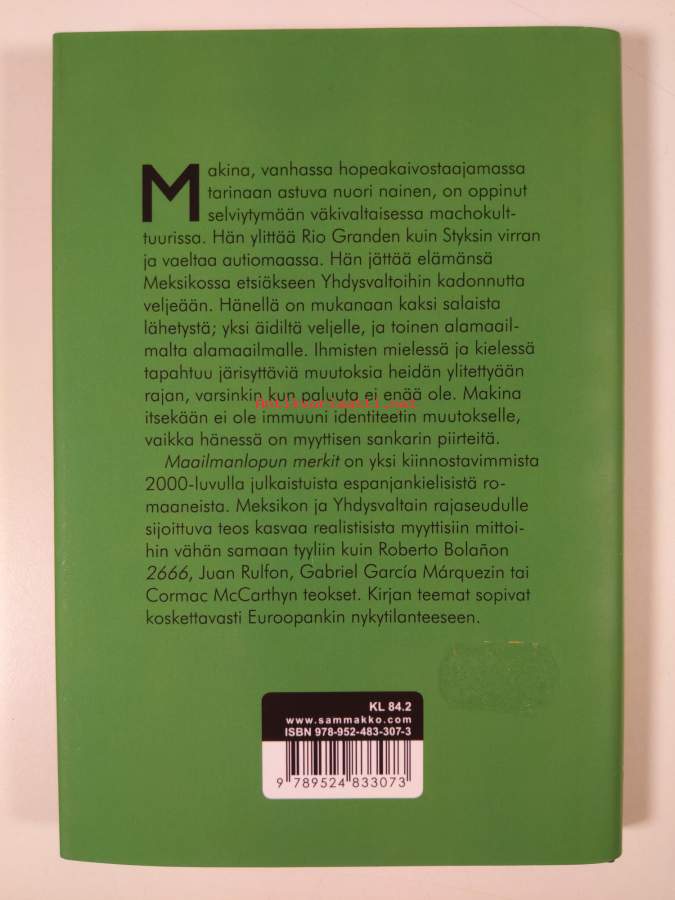 Makina, vanhassa hopeakaivostaajamassa
tarinaan astuva nuori nainen, on oppinut
selviytymään väkivaltaisessa machokult-
tuurissa. Hän ylittää Rio Granden kuin Styksin virran
ja vaeltaa autiomaassa. Hän jättää elämänsä
Meksikossa etsiäkseen Yhdysvaltoihin kadonnutta
veljeään. Hänellä on mukanaan kaksi salaista
lähetystä; yksi äidiltä veljelle, ja toinen alamaail-
malta alamaailmalle. Ihmisten mielessä ja kielessä
tapahtuu järisyttäviä muutoksia heidän ylitettyään
rajan, varsinkin kun paluuta ei enää ole. Makina
itsekään ei ole immuuni identiteetin muutokselle,
vaikka hänessä on myyttisen sankarin piirteitä.
Maailmanlopun merkit on yksi kiinnostavimmista
2000-luvulla julkaistuista espanjankielisistä ro-
maaneista. Meksikon ja Yhdysvaltain rajaseudulle
sijoittuva teos kasvaa realistisista myyttisiin mittoi-
hin vähän samaan tyyliin kuin Roberto Bolañon
2666, Juan Rulfon, Gabriel García Márquezin tai
Cormac McCarthyn teokset. Kirjan teemat sopivat
koskettavasti Euroopankin nykytilanteeseen.
KL 84.2
www.sammakko.com
ISBN 978-952-483-307-3
9 789524 833073